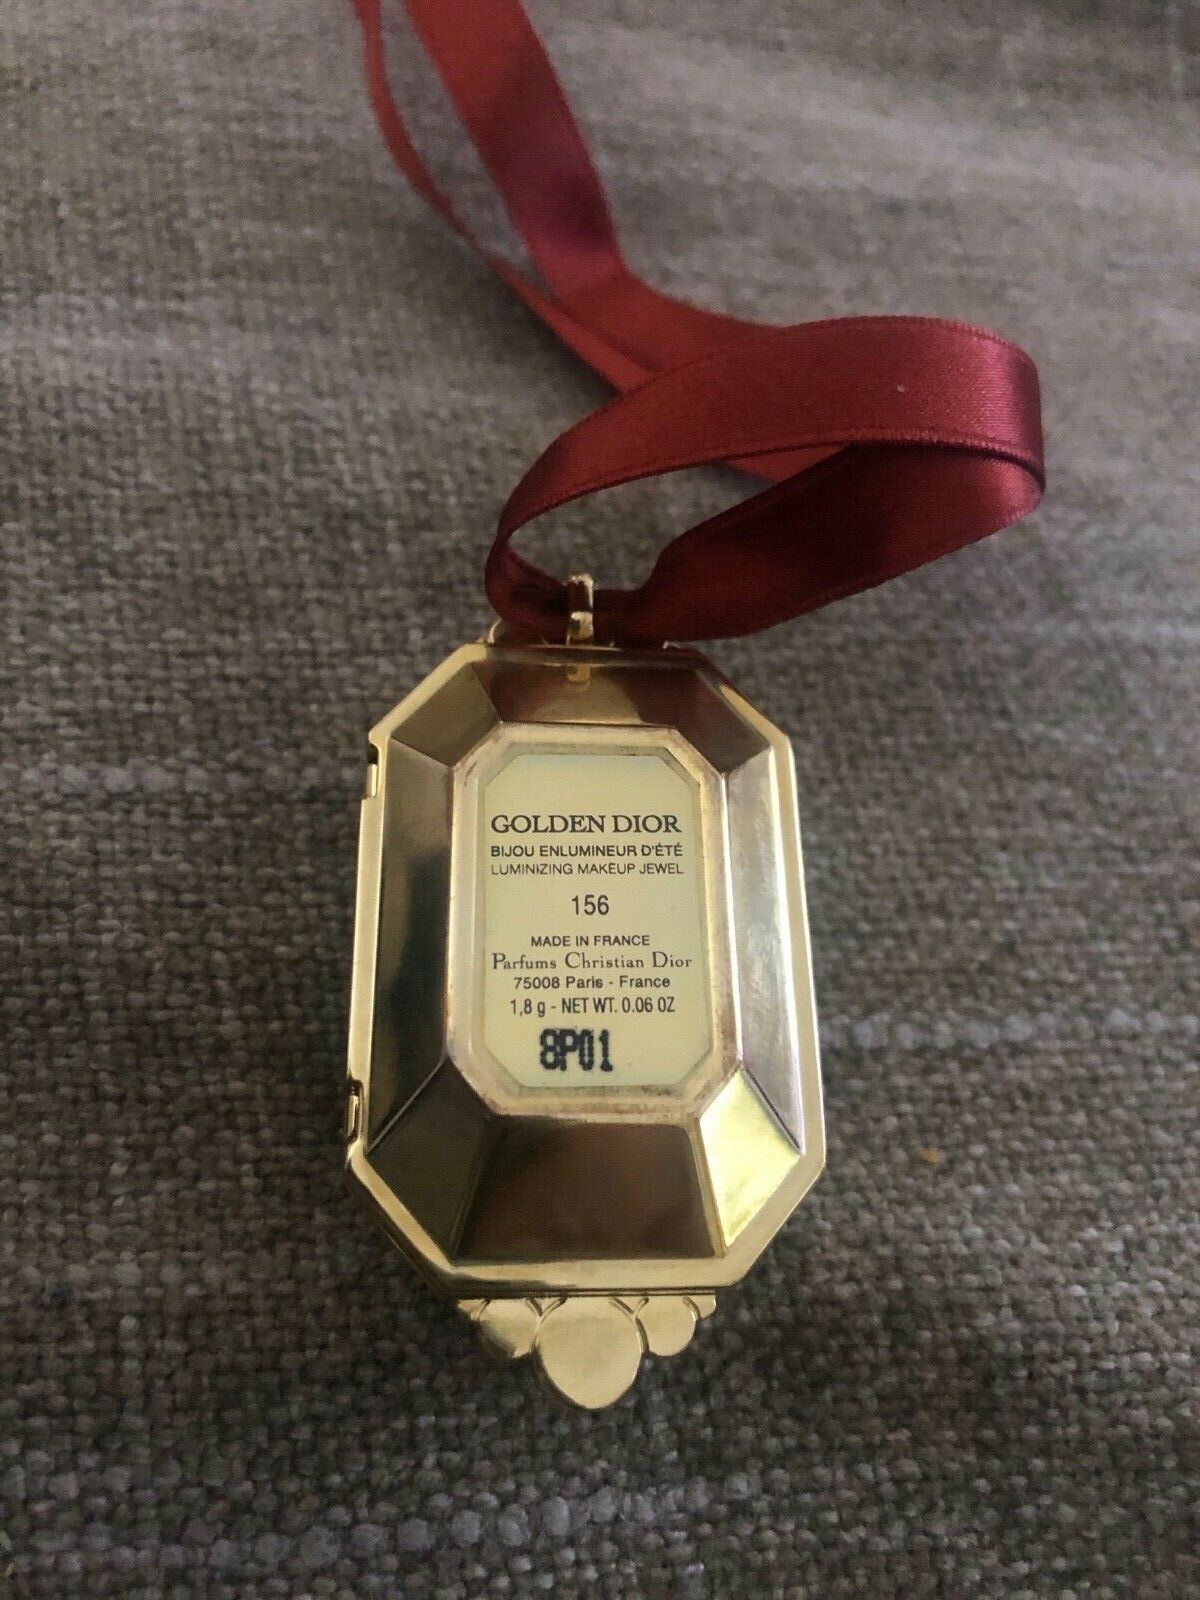 GOLDEN DIOR
BIJOU ENLUMINEUR D'ÉTÉ
LUMINIZING MAKEUP JEWEL
156
MADE IN FRANCE
Parfums Christian Dior
75008 Paris - France
1,8 g - NET WT. 0.06 OZ
8P01